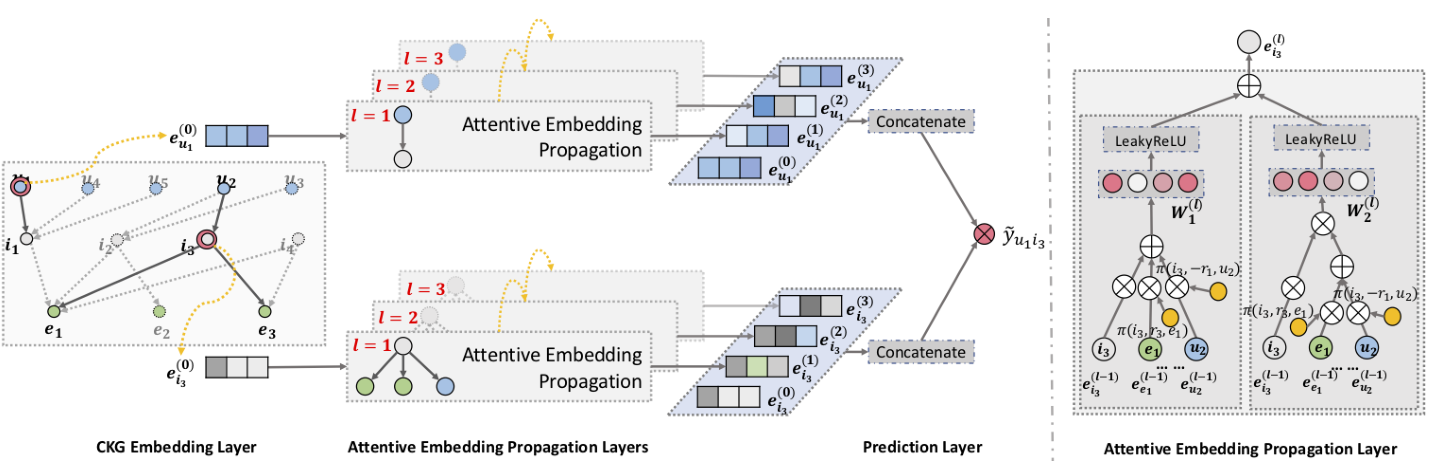 l = 3
l = 2
l = 1
Attentive Embedding
Propagation
e_{u_1}^{(0)}
e_{u_1}^{(3)}
e_{u_1}^{(2)}
e_{u_1}^{(1)}
e_{u_1}^{(0)}
Concatenate
u_4 u_5 u_2 u_3
i_1 i_2 i_3 i_4
e_1 e_2 e_3
e_{i_3}^{(0)}
ỹ_{u_1 i_3}
l = 3
l = 2
l = 1
Attentive Embedding
Propagation
e_{i_3}^{(3)}
e_{i_3}^{(2)}
e_{i_3}^{(1)}
e_{i_3}^{(0)}
Concatenate
CKG Embedding Layer
Attentive Embedding Propagation Layers
Prediction Layer
e_{i_3}^{(l)}
LeakyReLU
W_1^{(l)}
π(i_3, −r_1, u_2)
π(i_3, r_3, e_1)
i_3 e_1 u_2
... ...
e_{i_3}^{(l-1)} e_{e_1}^{(l-1)} e_{u_2}^{(l-1)}
LeakyReLU
W_2^{(l)}
π(i_3, −r_1, u_2)
π(i_3, r_3, e_1)
i_3 e_1 u_2
... ...
e_{i_3}^{(l-1)} e_{e_1}^{(l-1)} e_{u_2}^{(l-1)}
Attentive Embedding Propagation Layer